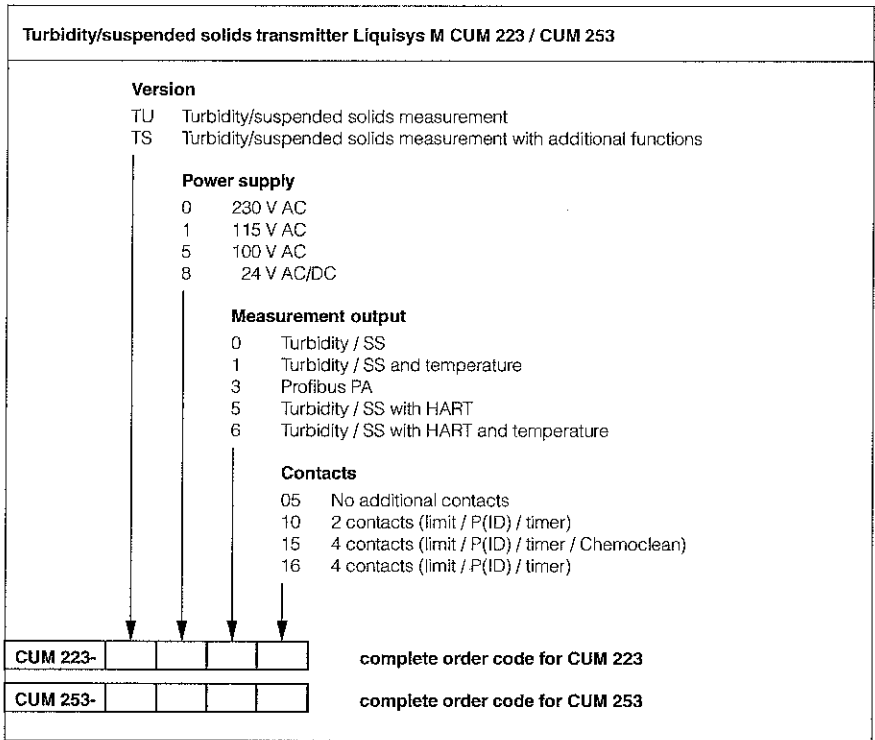 Turbidity/suspended solids transmitter Liquisys M CUM 223 / CUM 253
Version
TU Turbidity/suspended solids measurement
TS Turbidity/suspended solids measurement with additional functions
Power supply
0 230 V AC
1 115 V AC
5 100 V AC
8 24 V AC/DC
Measurement output
0 Turbidity / SS
1 Turbidity / SS and temperature
3 Profibus PA
5 Turbidity / SS with HART
6 Turbidity / SS with HART and temperature
Contacts
05 No additional contacts
10 2 contacts (limit / P(ID) / timer)
15 4 contacts (limit / P(ID) / timer / Chemoclean)
16 4 contacts (limit / P(ID) / timer)
CUM 223- complete order code for CUM 223
CUM 253- complete order code for CUM 253